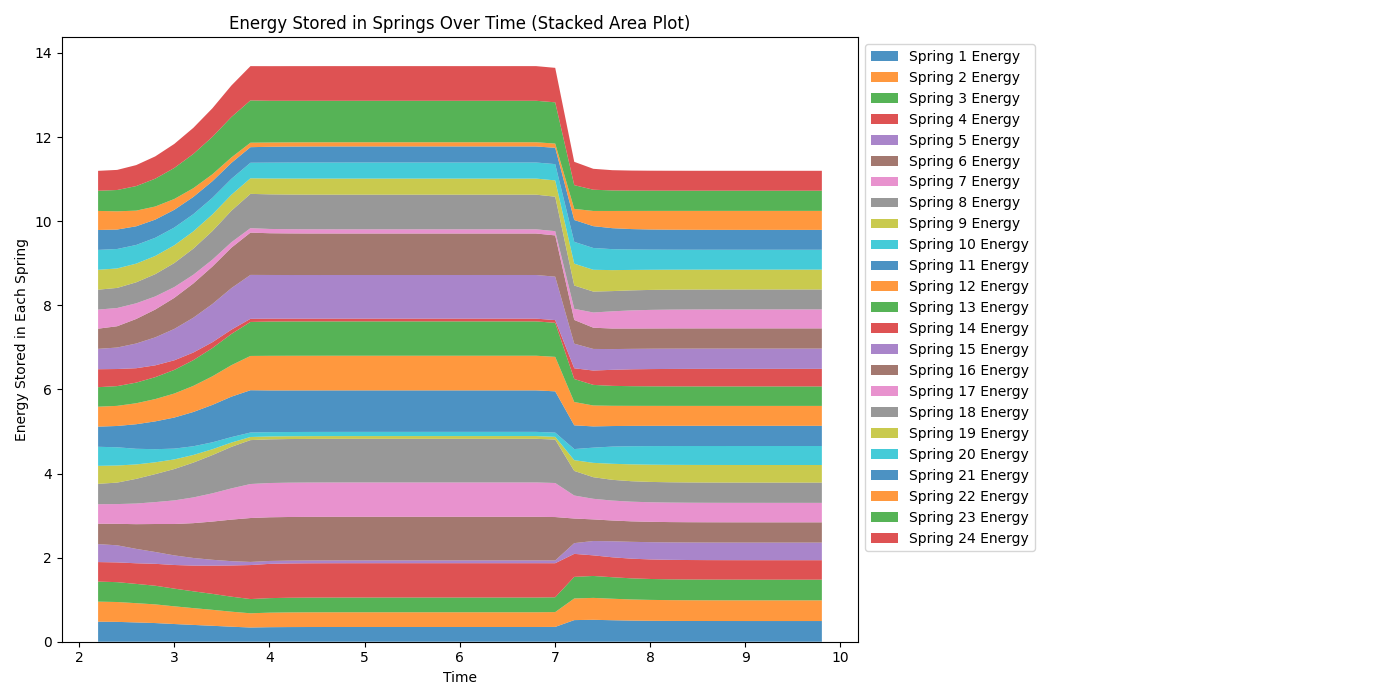 Energy Stored in Springs Over Time (Stacked Area Plot)
Energy Stored in Each Spring
14
12
10
8
6
4
2
0
2
3
4
5
6
7
8
9
10
Time
Spring 1 Energy
Spring 2 Energy
Spring 3 Energy
Spring 4 Energy
Spring 5 Energy
Spring 6 Energy
Spring 7 Energy
Spring 8 Energy
Spring 9 Energy
Spring 10 Energy
Spring 11 Energy
Spring 12 Energy
Spring 13 Energy
Spring 14 Energy
Spring 15 Energy
Spring 16 Energy
Spring 17 Energy
Spring 18 Energy
Spring 19 Energy
Spring 20 Energy
Spring 21 Energy
Spring 22 Energy
Spring 23 Energy
Spring 24 Energy